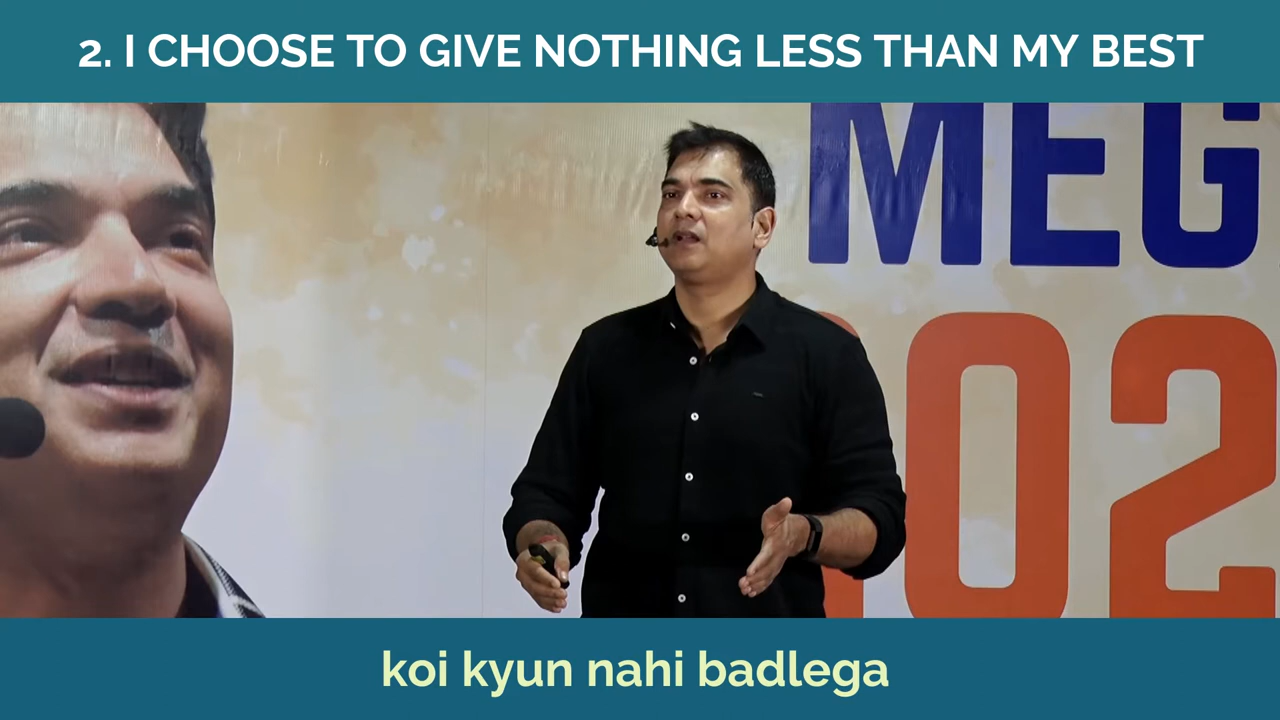 2. I CHOOSE TO GIVE NOTHING LESS THAN MY BEST
MEG
02
koi kyun nahi badlega